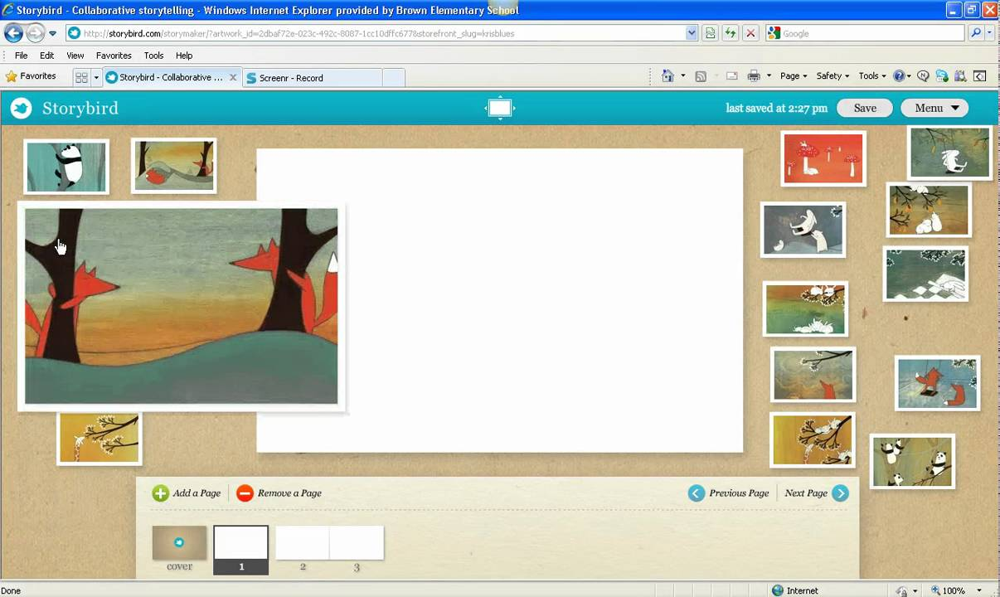 Storybird - Collaborative storytelling - Windows Internet Explorer provided by Brown Elementary School
http://storybird.com/storymaker/?artwork_id=2dbaf72e-023c-492c-8087-1cc10dffc677&storefront_slug=krisblues
Google
File Edit View Favorites Tools Help
Favorites
Storybird - Collaborative ...
Screenr - Record
Page
Safety
Tools
Storybird
last saved at 2:27 pm
Save
Menu
Add a Page
Remove a Page
Previous Page
Next Page
cover
1
2
3
Done
Internet
100%